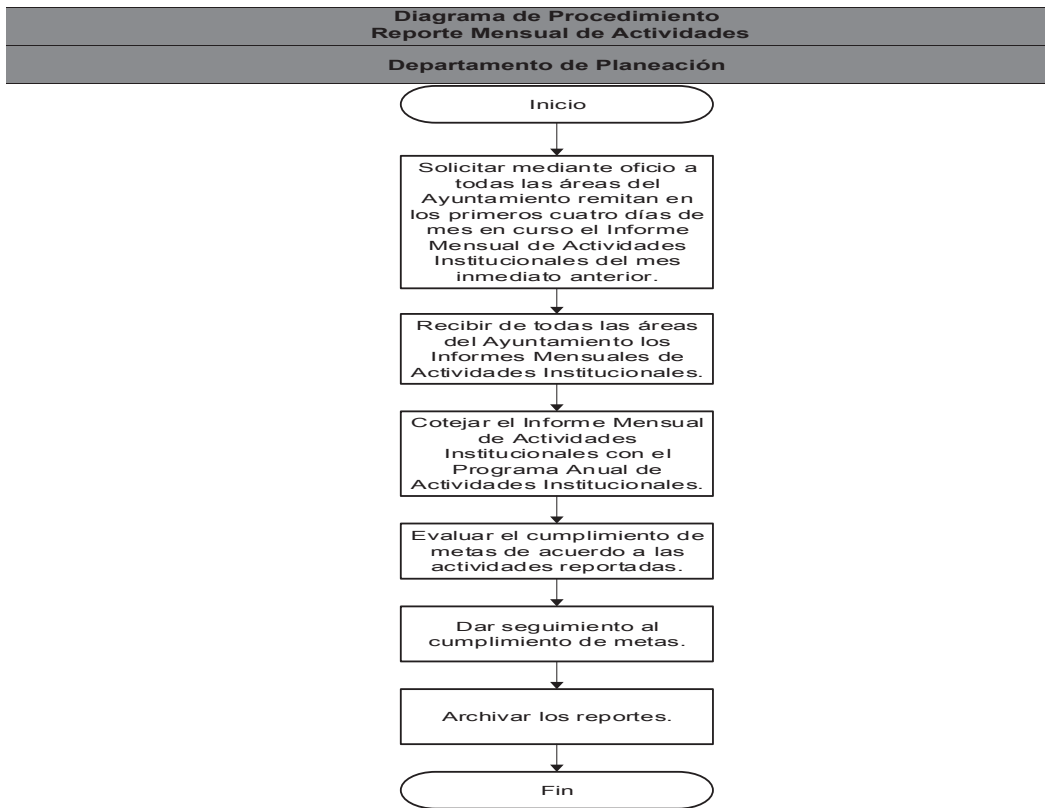 Diagrama de Procedimiento
Reporte Mensual de Actividades
Departamento de Planeación
Inicio
Solicitar mediante oficio a
todas las áreas del
Ayuntamiento remitan en
los primeros cuatro días de
mes en curso el Informe
Mensual de Actividades
Institucionales del mes
inmediato anterior.
Recibir de todas las áreas
del Ayuntamiento los
Informes Mensuales de
Actividades Institucionales.
Cotejar el Informe Mensual
de Actividades
Institucionales con el
Programa Anual de
Actividades Institucionales.
Evaluar el cumplimiento de
metas de acuerdo a las
actividades reportadas.
Dar seguimiento al
cumplimiento de metas.
Archivar los reportes.
Fin